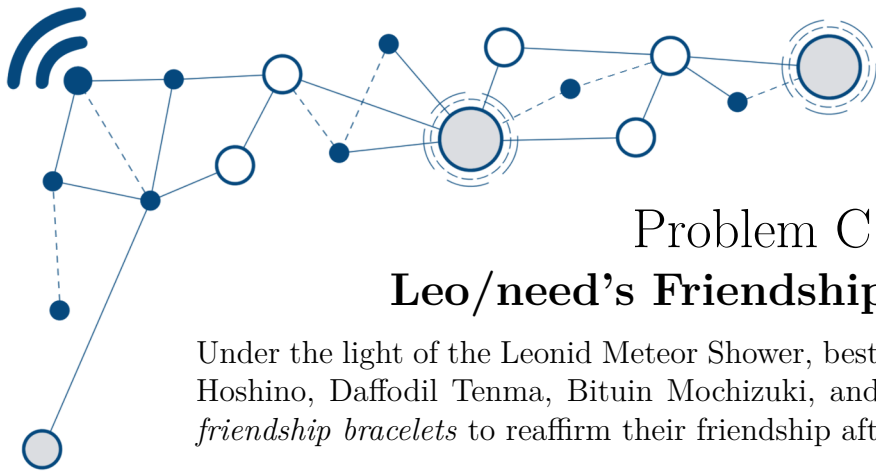 Problem C
Leo/need's Friendship
Under the light of the Leonid Meteor Shower, best
Hoshino, Daffodil Tenma, Bituin Mochizuki, and
friendship bracelets to reaffirm their friendship aft